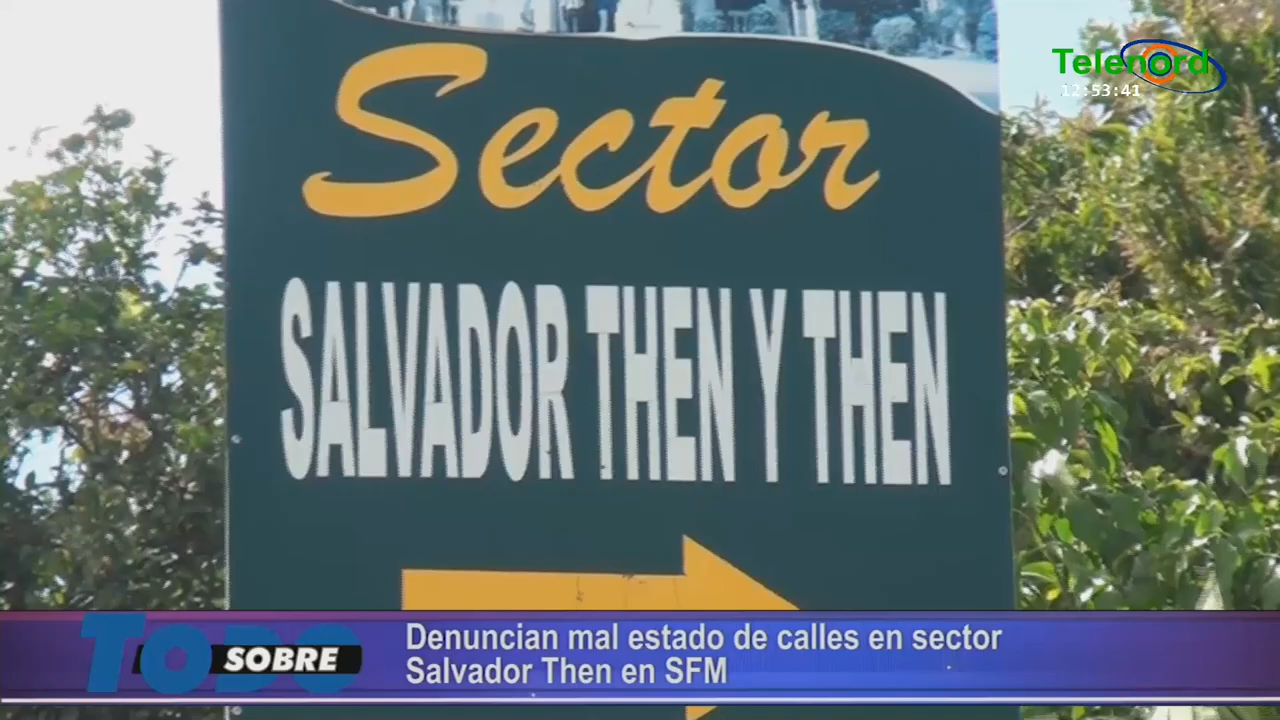 Telenord
12:53:41
Sector
SALVADOR THEN Y THEN
TODO
SOBRE
Denuncian mal estado de calles en sector
Salvador Then en SFM